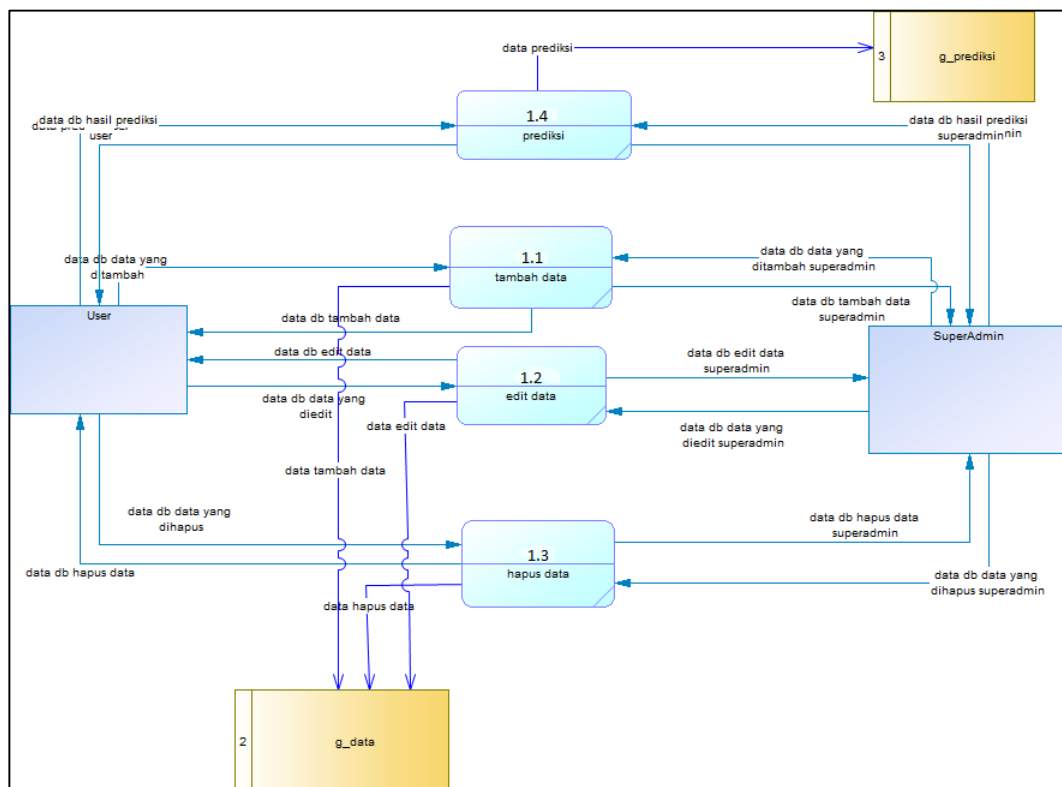 data prediksi
3
g_prediksi
1.4
prediksi
data db hasil prediksi
user
data db hasil prediksi
superadmin
1.1
tambah data
data db data yang
ditambah
data db data yang
ditambah superadmin
data db tambah data
superadmin
User
data db tambah data
SuperAdmin
data db edit data
1.2
edit data
data db edit data
superadmin
data db data yang
diedit
data edit data
data db data yang
diedit superadmin
data tambah data
data db data yang
dihapus
data db hapus data
superadmin
1.3
hapus data
data db hapus data
data db data yang
dihapus superadmin
data hapus data
2
g_data